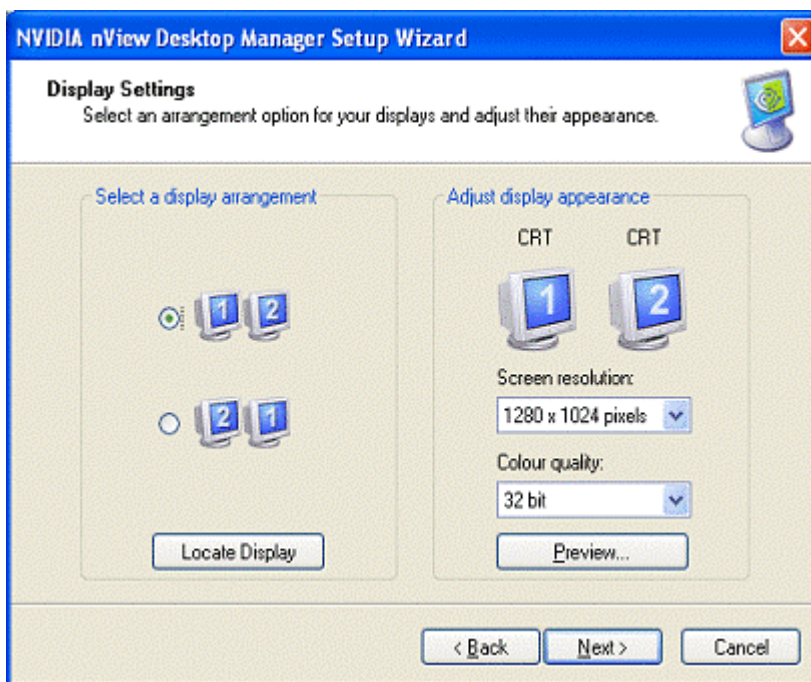 NVIDIA nView Desktop Manager Setup Wizard
Display Settings
Select an arrangement option for your displays and adjust their appearance.
Select a display arrangement
1 2
2 1
Locate Display
Adjust display appearance
CRT CRT
1 2
Screen resolution:
1280 x 1024 pixels
Colour quality:
32 bit
Preview...
< Back Next > Cancel